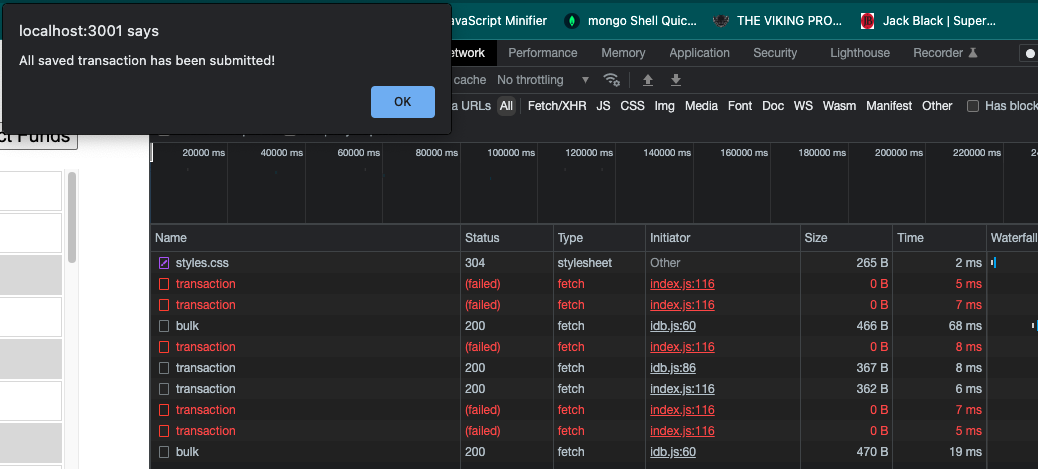 localhost:3001 says
All saved transaction has been submitted!
OK
avaScript Minifier mongo Shell Quic... THE VIKING PRO... Jack Black | Super...
etwork Performance Memory Application Security Lighthouse Recorder
cache No throttling
a URLs All Fetch/XHR JS CSS Img Media Font Doc WS Wasm Manifest Other Has block
ct Funds
20000 ms 40000 ms 60000 ms 80000 ms 100000 ms 120000 ms 140000 ms 160000 ms 180000 ms 200000 ms 220000 ms 24
Name Status Type Initiator Size Time Waterfall
styles.css 304 stylesheet Other 265 B 2 ms
transaction (failed) fetch index.js:116 0 B 5 ms
transaction (failed) fetch index.js:116 0 B 7 ms
bulk 200 fetch idb.js:60 466 B 68 ms
transaction (failed) fetch index.js:116 0 B 8 ms
transaction 200 fetch idb.js:86 367 B 8 ms
transaction 200 fetch index.js:116 362 B 6 ms
transaction (failed) fetch index.js:116 0 B 7 ms
transaction (failed) fetch index.js:116 0 B 5 ms
bulk 200 fetch idb.js:60 470 B 19 ms